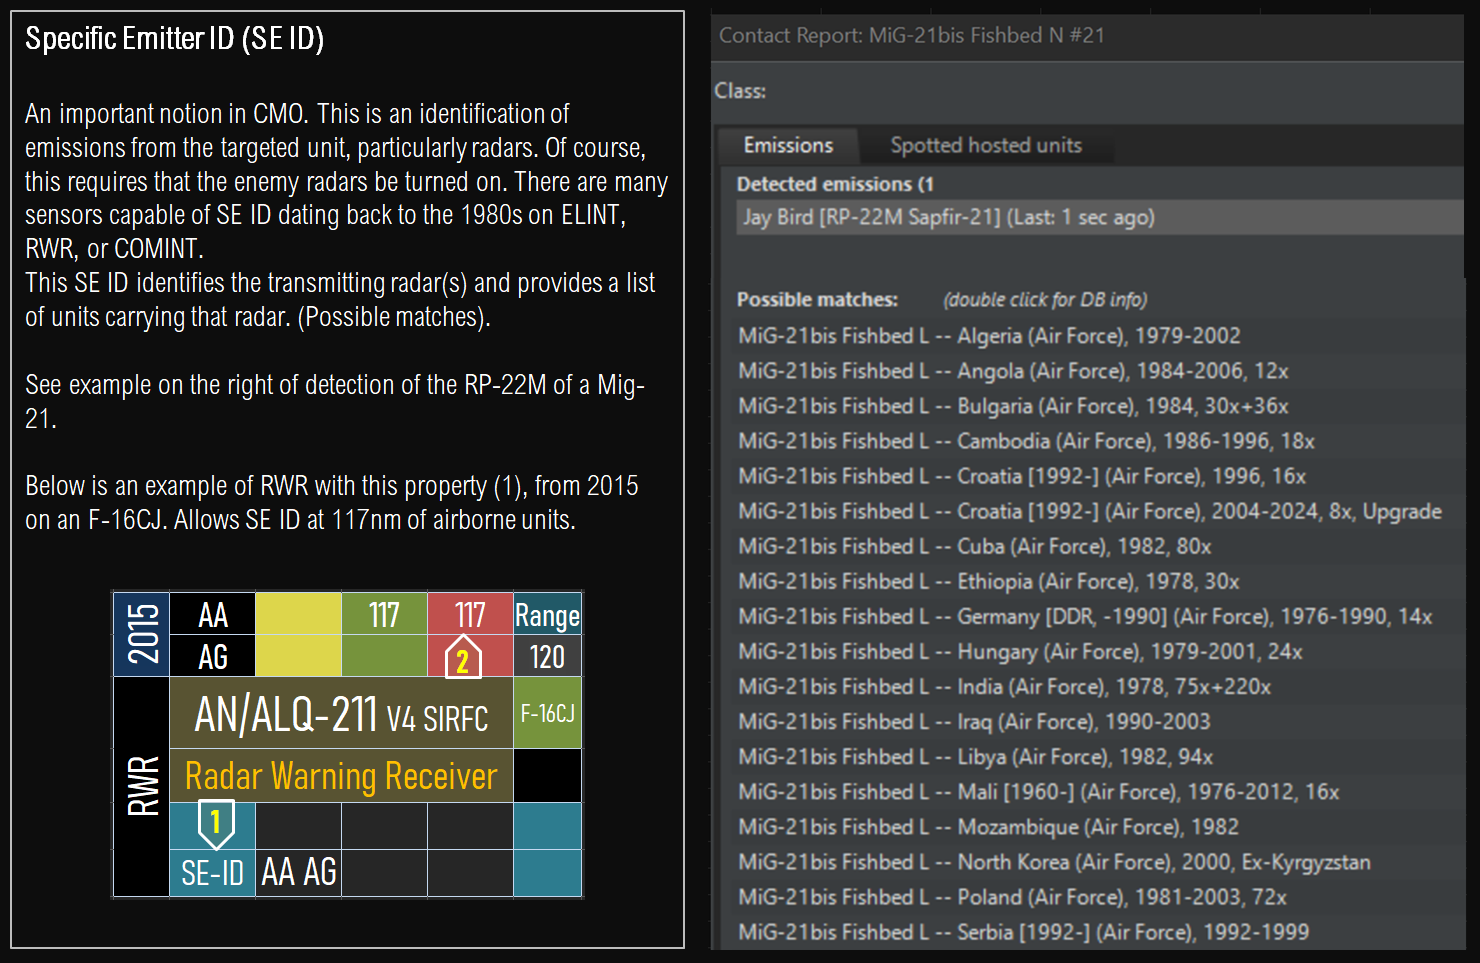 Specific Emitter ID (SE ID)
An important notion in CMO. This is an identification of
emissions from the targeted unit, particularly radars. Of course,
this requires that the enemy radars be turned on. There are many
sensors capable of SE ID dating back to the 1980s on ELINT,
RWR, or COMINT.
This SE ID identifies the transmitting radar(s) and provides a list
of units carrying that radar. (Possible matches).
See example on the right of detection of the RP-22M of a Mig-
21.
Below is an example of RWR with this property (1), from 2015
on an F-16CJ. Allows SE ID at 117nm of airborne units.
2015
AA
117
117
Range
AG
2
120
RWR
AN/ALQ-211 V4 SIRFC
F-16CJ
Radar Warning Receiver
1
SE-ID
AA AG
Contact Report: MiG-21bis Fishbed N #21
Class:
Emissions
Spotted hosted units
Detected emissions (1
Jay Bird [RP-22M Sapfir-21] (Last: 1 sec ago)
Possible matches: (double click for DB info)
MiG-21bis Fishbed L -- Algeria (Air Force), 1979-2002
MiG-21bis Fishbed L -- Angola (Air Force), 1984-2006, 12x
MiG-21bis Fishbed L -- Bulgaria (Air Force), 1984, 30x+36x
MiG-21bis Fishbed L -- Cambodia (Air Force), 1986-1996, 18x
MiG-21bis Fishbed L -- Croatia [1992-] (Air Force), 1996, 16x
MiG-21bis Fishbed L -- Croatia [1992-] (Air Force), 2004-2024, 8x, Upgrade
MiG-21bis Fishbed L -- Cuba (Air Force), 1982, 80x
MiG-21bis Fishbed L -- Ethiopia (Air Force), 1978, 30x
MiG-21bis Fishbed L -- Germany [DDR, -1990] (Air Force), 1976-1990, 14x
MiG-21bis Fishbed L -- Hungary (Air Force), 1979-2001, 24x
MiG-21bis Fishbed L -- India (Air Force), 1978, 75x+220x
MiG-21bis Fishbed L -- Iraq (Air Force), 1990-2003
MiG-21bis Fishbed L -- Libya (Air Force), 1982, 94x
MiG-21bis Fishbed L -- Mali [1960-] (Air Force), 1976-2012, 16x
MiG-21bis Fishbed L -- Mozambique (Air Force), 1982
MiG-21bis Fishbed L -- North Korea (Air Force), 2000, Ex-Kyrgyzstan
MiG-21bis Fishbed L -- Poland (Air Force), 1981-2003, 72x
MiG-21bis Fishbed L -- Serbia [1992-] (Air Force), 1992-1999